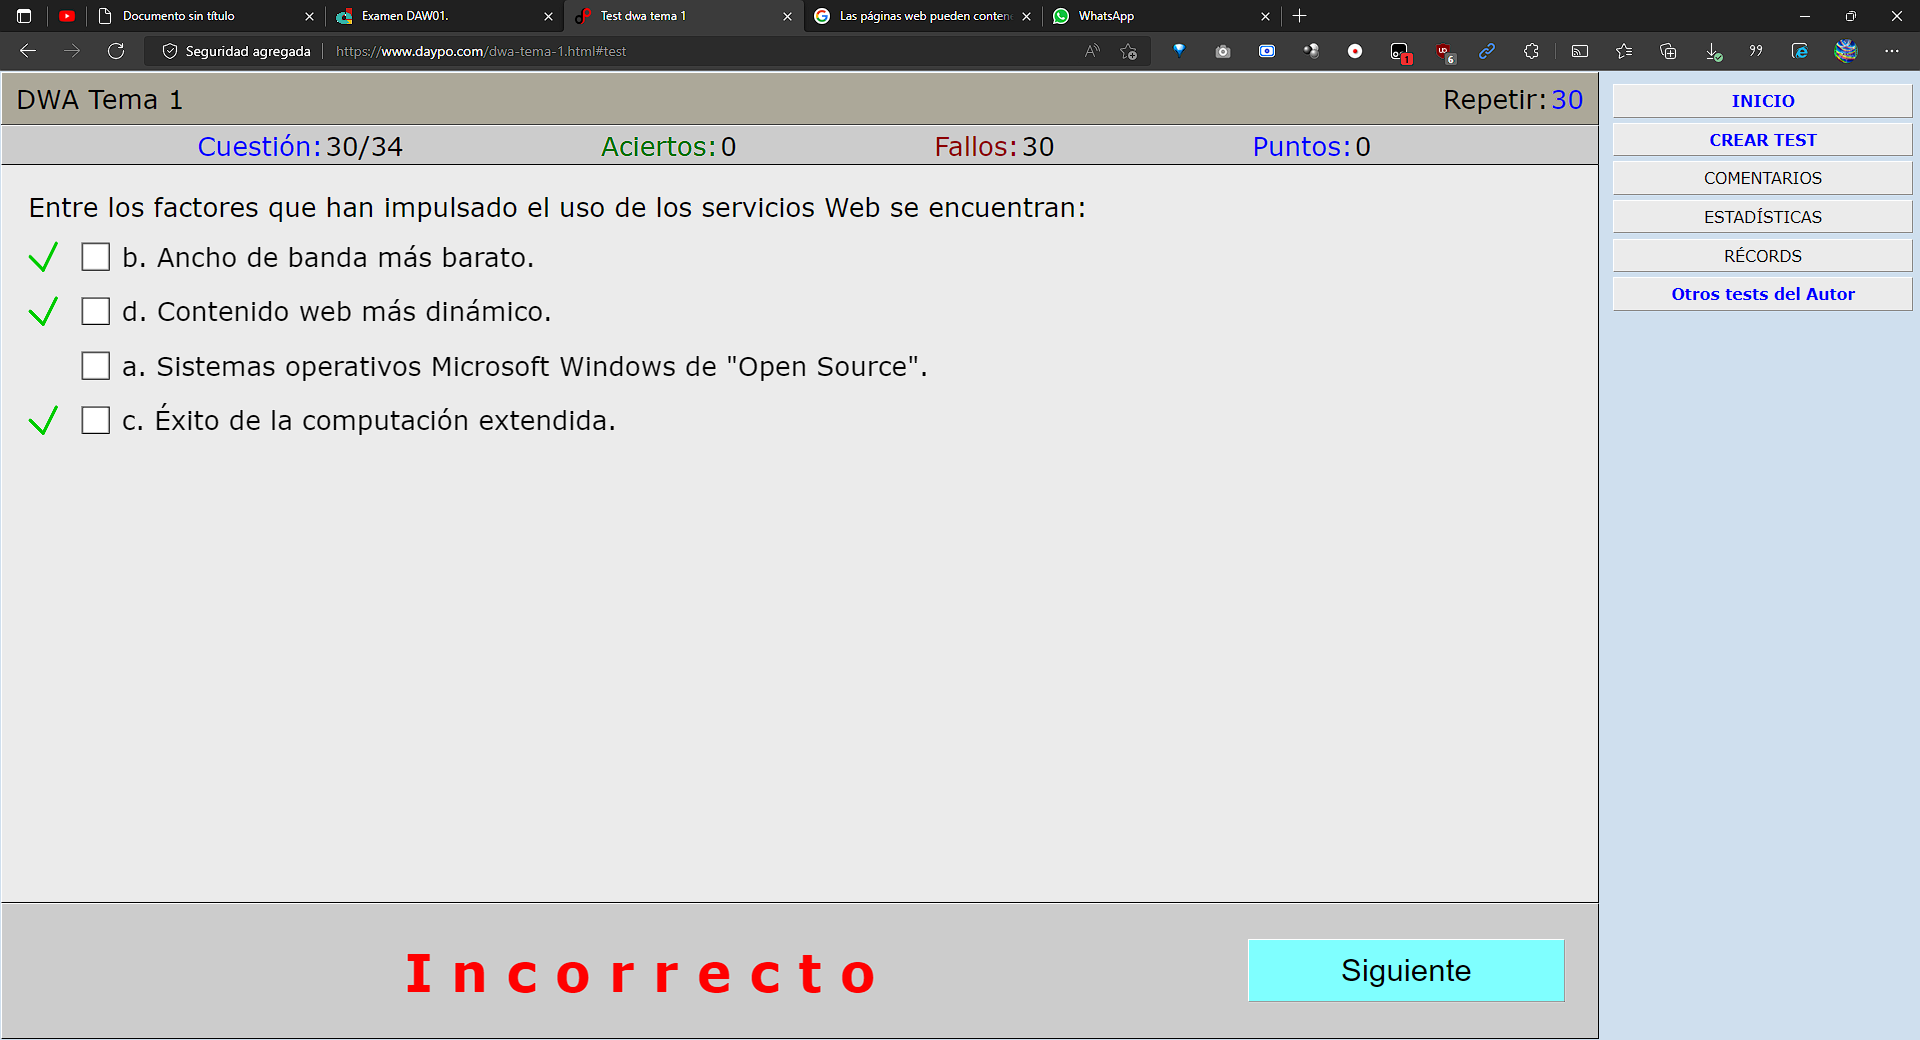 Documento sin título
Examen DAW01.
Test dwa tema 1
Las páginas web pueden conten
WhatsApp
Seguridad agregada
https://www.daypo.com/dwa-tema-1.html#test
1
6
DWA Tema 1
Repetir: 30
Cuestión: 30/34
Aciertos: 0
Fallos: 30
Puntos: 0
Entre los factores que han impulsado el uso de los servicios Web se encuentran:
b. Ancho de banda más barato.
d. Contenido web más dinámico.
a. Sistemas operativos Microsoft Windows de "Open Source".
c. Éxito de la computación extendida.
Incorrecto
Siguiente
INICIO
CREAR TEST
COMENTARIOS
ESTADÍSTICAS
RÉCORDS
Otros tests del Autor